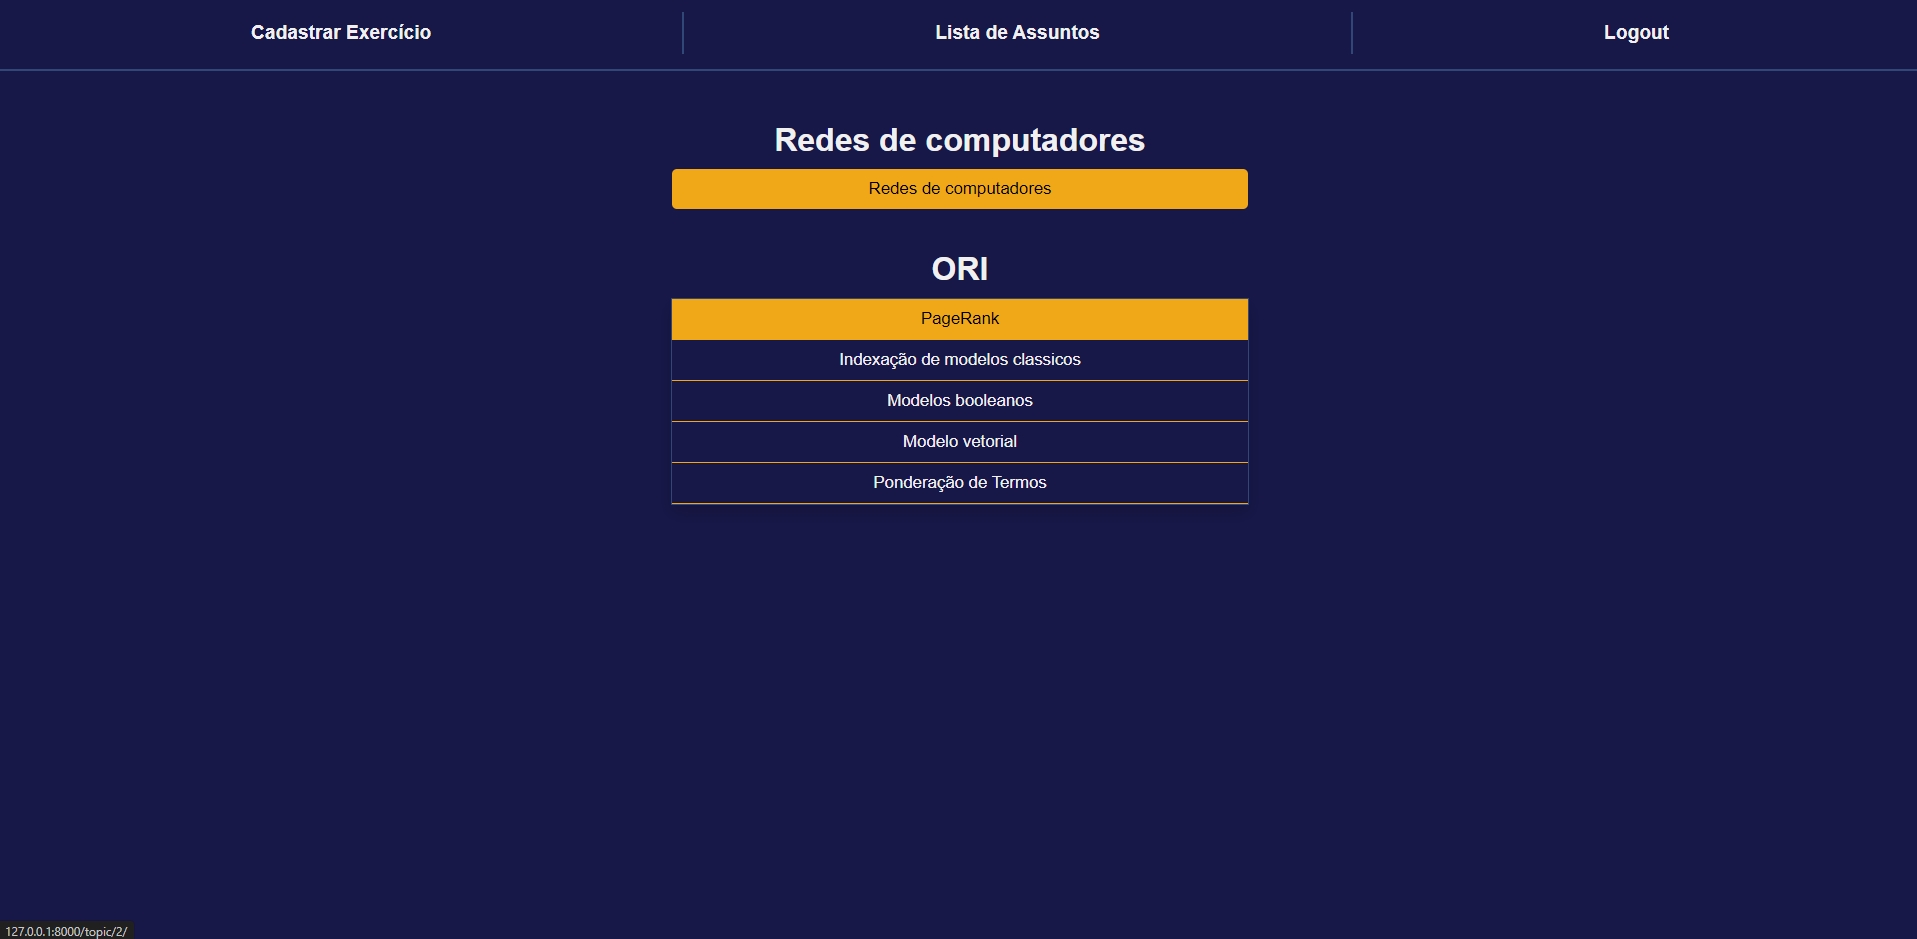 Cadastrar Exercício
Lista de Assuntos
Logout
Redes de computadores
Redes de computadores
ORI
PageRank
Indexação de modelos classicos
Modelos booleanos
Modelo vetorial
Ponderação de Termos
127.0.0.1:8000/topic/2/